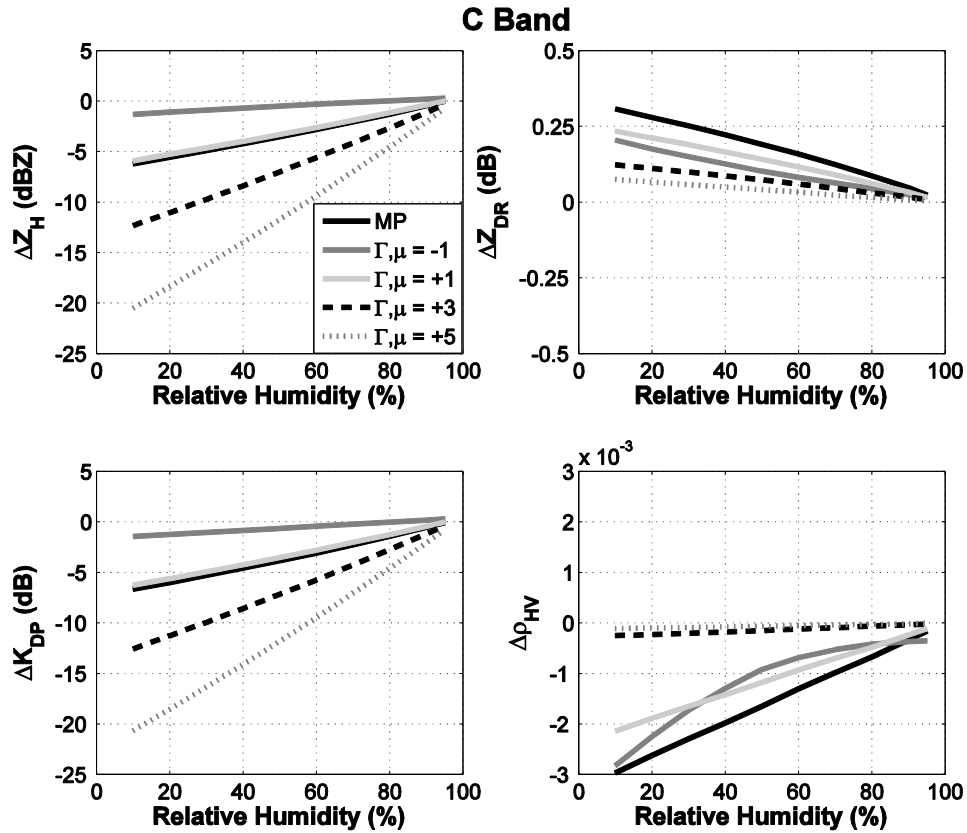 C Band
5
0
-5
-10
-15
-20
-25
ΔZH (dBZ)
0 20 40 60 80 100
Relative Humidity (%)
MP
Γ,μ = -1
Γ,μ = +1
Γ,μ = +3
Γ,μ = +5
0.5
0.25
0
-0.25
-0.5
ΔZDR (dB)
0 20 40 60 80 100
Relative Humidity (%)
5
0
-5
-10
-15
-20
-25
ΔKDP (dB)
0 20 40 60 80 100
Relative Humidity (%)
x 10-3
3
2
1
0
-1
-2
-3
ΔρHV
0 20 40 60 80 100
Relative Humidity (%)